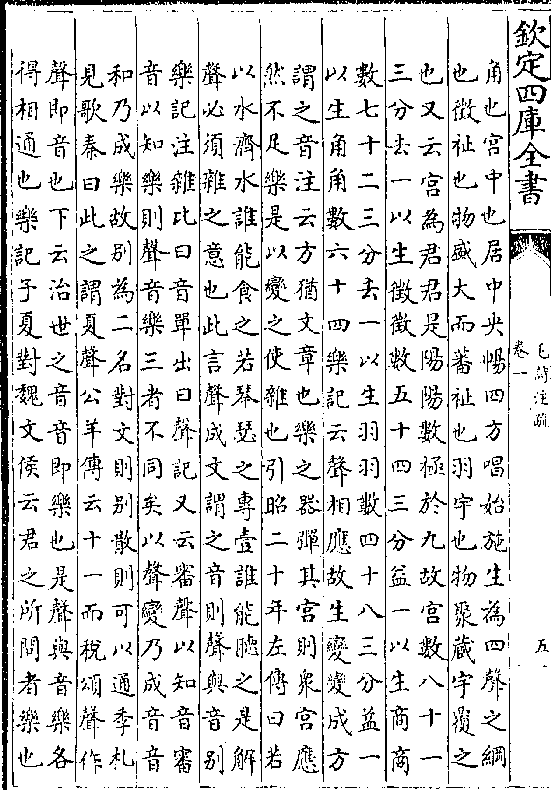 欽定四庫全書
毛詩注疏
卷一
五
角也宫中也居中央暢四方唱始施生為四聲之綱
也徵祉也物盛大而蕃祉也羽宇也物聚藏宇覆之
也又云宫為君君是陽陽數極於九故宫數八十一
三分去一以生徵徵數五十四三分益一以生商商
數七十二三分去一以生羽羽數四十八三分益一
以生角角數六十四樂記云聲相應故生變變成方
謂之音注云方猶文章也樂之器彈其宫則衆宫應
然不足樂是以變之使雜也引昭二十年左傳曰若
以水濟水誰能食之若琴瑟之專壹誰能聽之是解
聲必須雜之意也此言聲成文謂之音則聲與音别
樂記注雜比曰音單出曰聲記又云審聲以知音審
音以知樂則聲音樂三者不同矣以聲變乃成音音
和乃成樂故别為二名對文則别散則可以通季札
見歌秦曰此之謂夏聲公羊傳云十一而稅頌聲作
聲即音也下云治世之音音即樂也是聲與音樂各
得相通也樂記子夏對魏文侯云君之所問者樂也